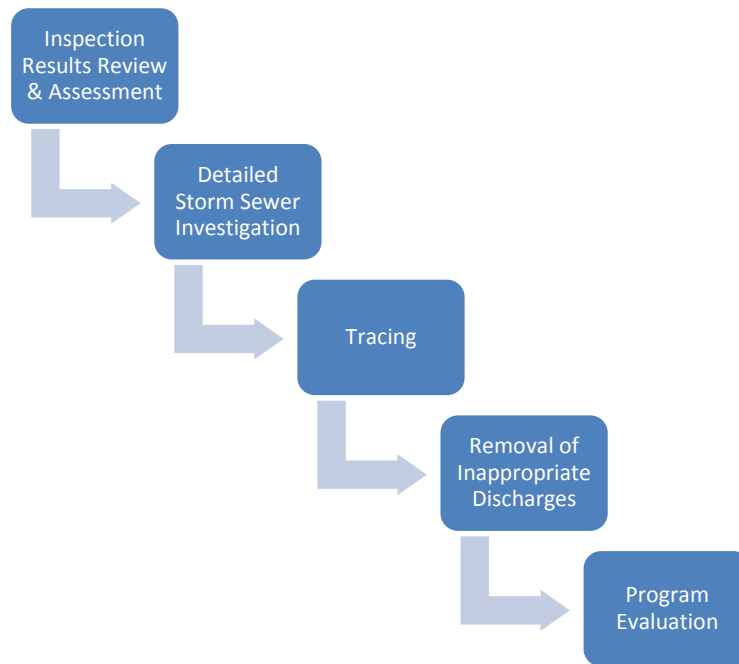 Inspection
Results Review
& Assessment
Detailed
Storm Sewer
Investigation
Tracing
Removal of
Inappropriate
Discharges
Program
Evaluation